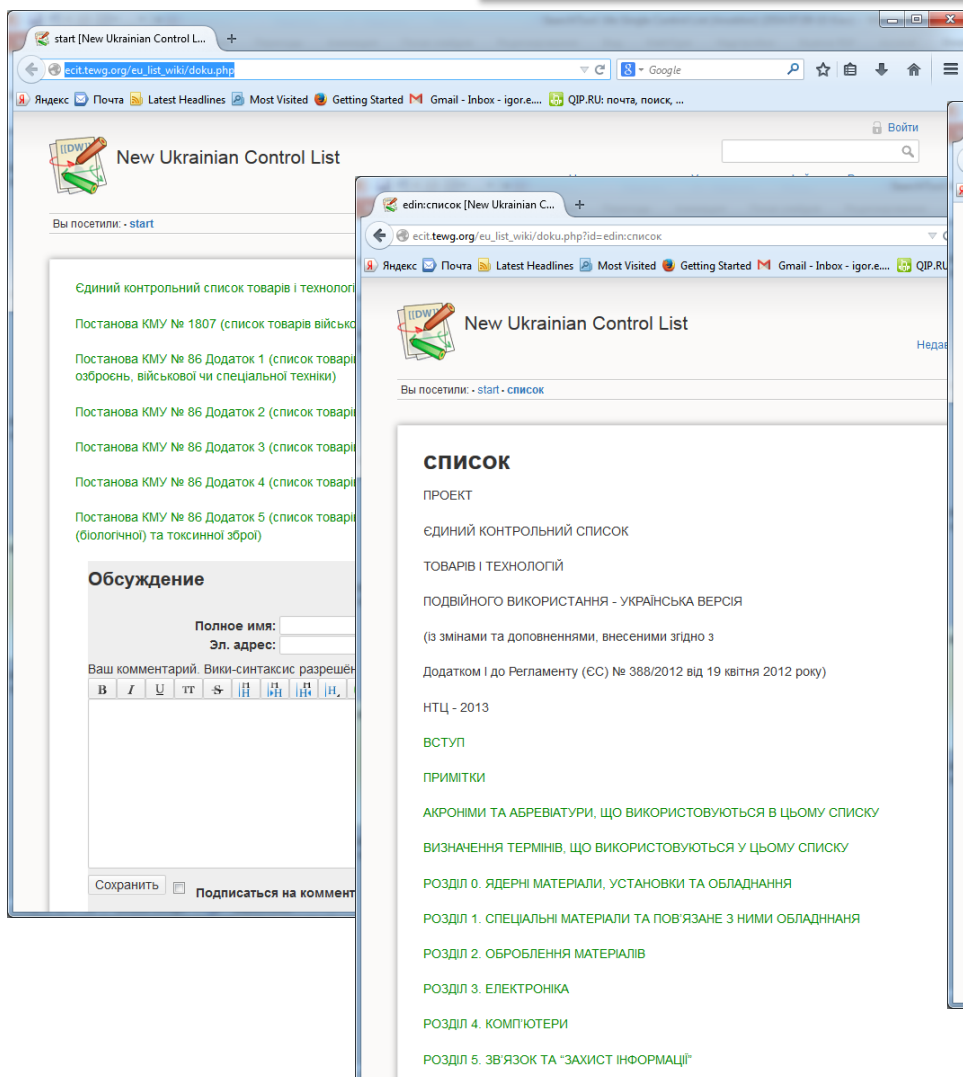 start [New Ukrainian Control L...
ecit.tewg.org/eu_list_wiki/doku.php
Google
Яндекс Почта Latest Headlines Most Visited Getting Started Gmail - Inbox - igor.e.... QIP.RU: почта, поиск, ...
Войти
[[DW]]
New Ukrainian Control List
Вы посетили: • start
Єдиний контрольний список товарів і технологі
Постанова КМУ № 1807 (список товарів військо
Постанова КМУ № 86 Додаток 1 (список товарів
озброєнь, військової чи спеціальної техніки)
Постанова КМУ № 86 Додаток 2 (список товарів
Постанова КМУ № 86 Додаток 3 (список товарів
Постанова КМУ № 86 Додаток 4 (список товарів
Постанова КМУ № 86 Додаток 5 (список товарів
(біологічної) та токсинної зброї)
Обсуждение
Полное имя:
Эл. адрес:
Ваш комментарий. Вики-синтаксис разрешён
B I U TT S H H H H
Сохранить Подписаться на коммент
edin:список [New Ukrainian C...
ecit.tewg.org/eu_list_wiki/doku.php?id=edin:список
Яндекс Почта Latest Headlines Most Visited Getting Started Gmail - Inbox - igor.e.... QIP.RU
[[DW]]
New Ukrainian Control List
Недав
Вы посетили: • start • список
список
ПРОЕКТ
ЄДИНИЙ КОНТРОЛЬНИЙ СПИСОК
ТОВАРІВ І ТЕХНОЛОГІЙ
ПОДВІЙНОГО ВИКОРИСТАННЯ - УКРАЇНСЬКА ВЕРСІЯ
(із змінами та доповненнями, внесеними згідно з
Додатком І до Регламенту (ЄС) № 388/2012 від 19 квітня 2012 року)
НТЦ - 2013
ВСТУП
ПРИМІТКИ
АКРОНІМИ ТА АБРЕВІАТУРИ, ЩО ВИКОРИСТОВУЮТЬСЯ В ЦЬОМУ СПИСКУ
ВИЗНАЧЕННЯ ТЕРМІНІВ, ЩО ВИКОРИСТОВУЮТЬСЯ У ЦЬОМУ СПИСКУ
РОЗДІЛ 0. ЯДЕРНІ МАТЕРІАЛИ, УСТАНОВКИ ТА ОБЛАДНАННЯ
РОЗДІЛ 1. СПЕЦІАЛЬНІ МАТЕРІАЛИ ТА ПОВ'ЯЗАНЕ З НИМИ ОБЛАДННАНЯ
РОЗДІЛ 2. ОБРОБЛЕННЯ МАТЕРІАЛІВ
РОЗДІЛ 3. ЕЛЕКТРОНІКА
РОЗДІЛ 4. КОМП'ЮТЕРИ
РОЗДІЛ 5. ЗВ'ЯЗОК ТА “ЗАХИСТ ІНФОРМАЦІЇ”